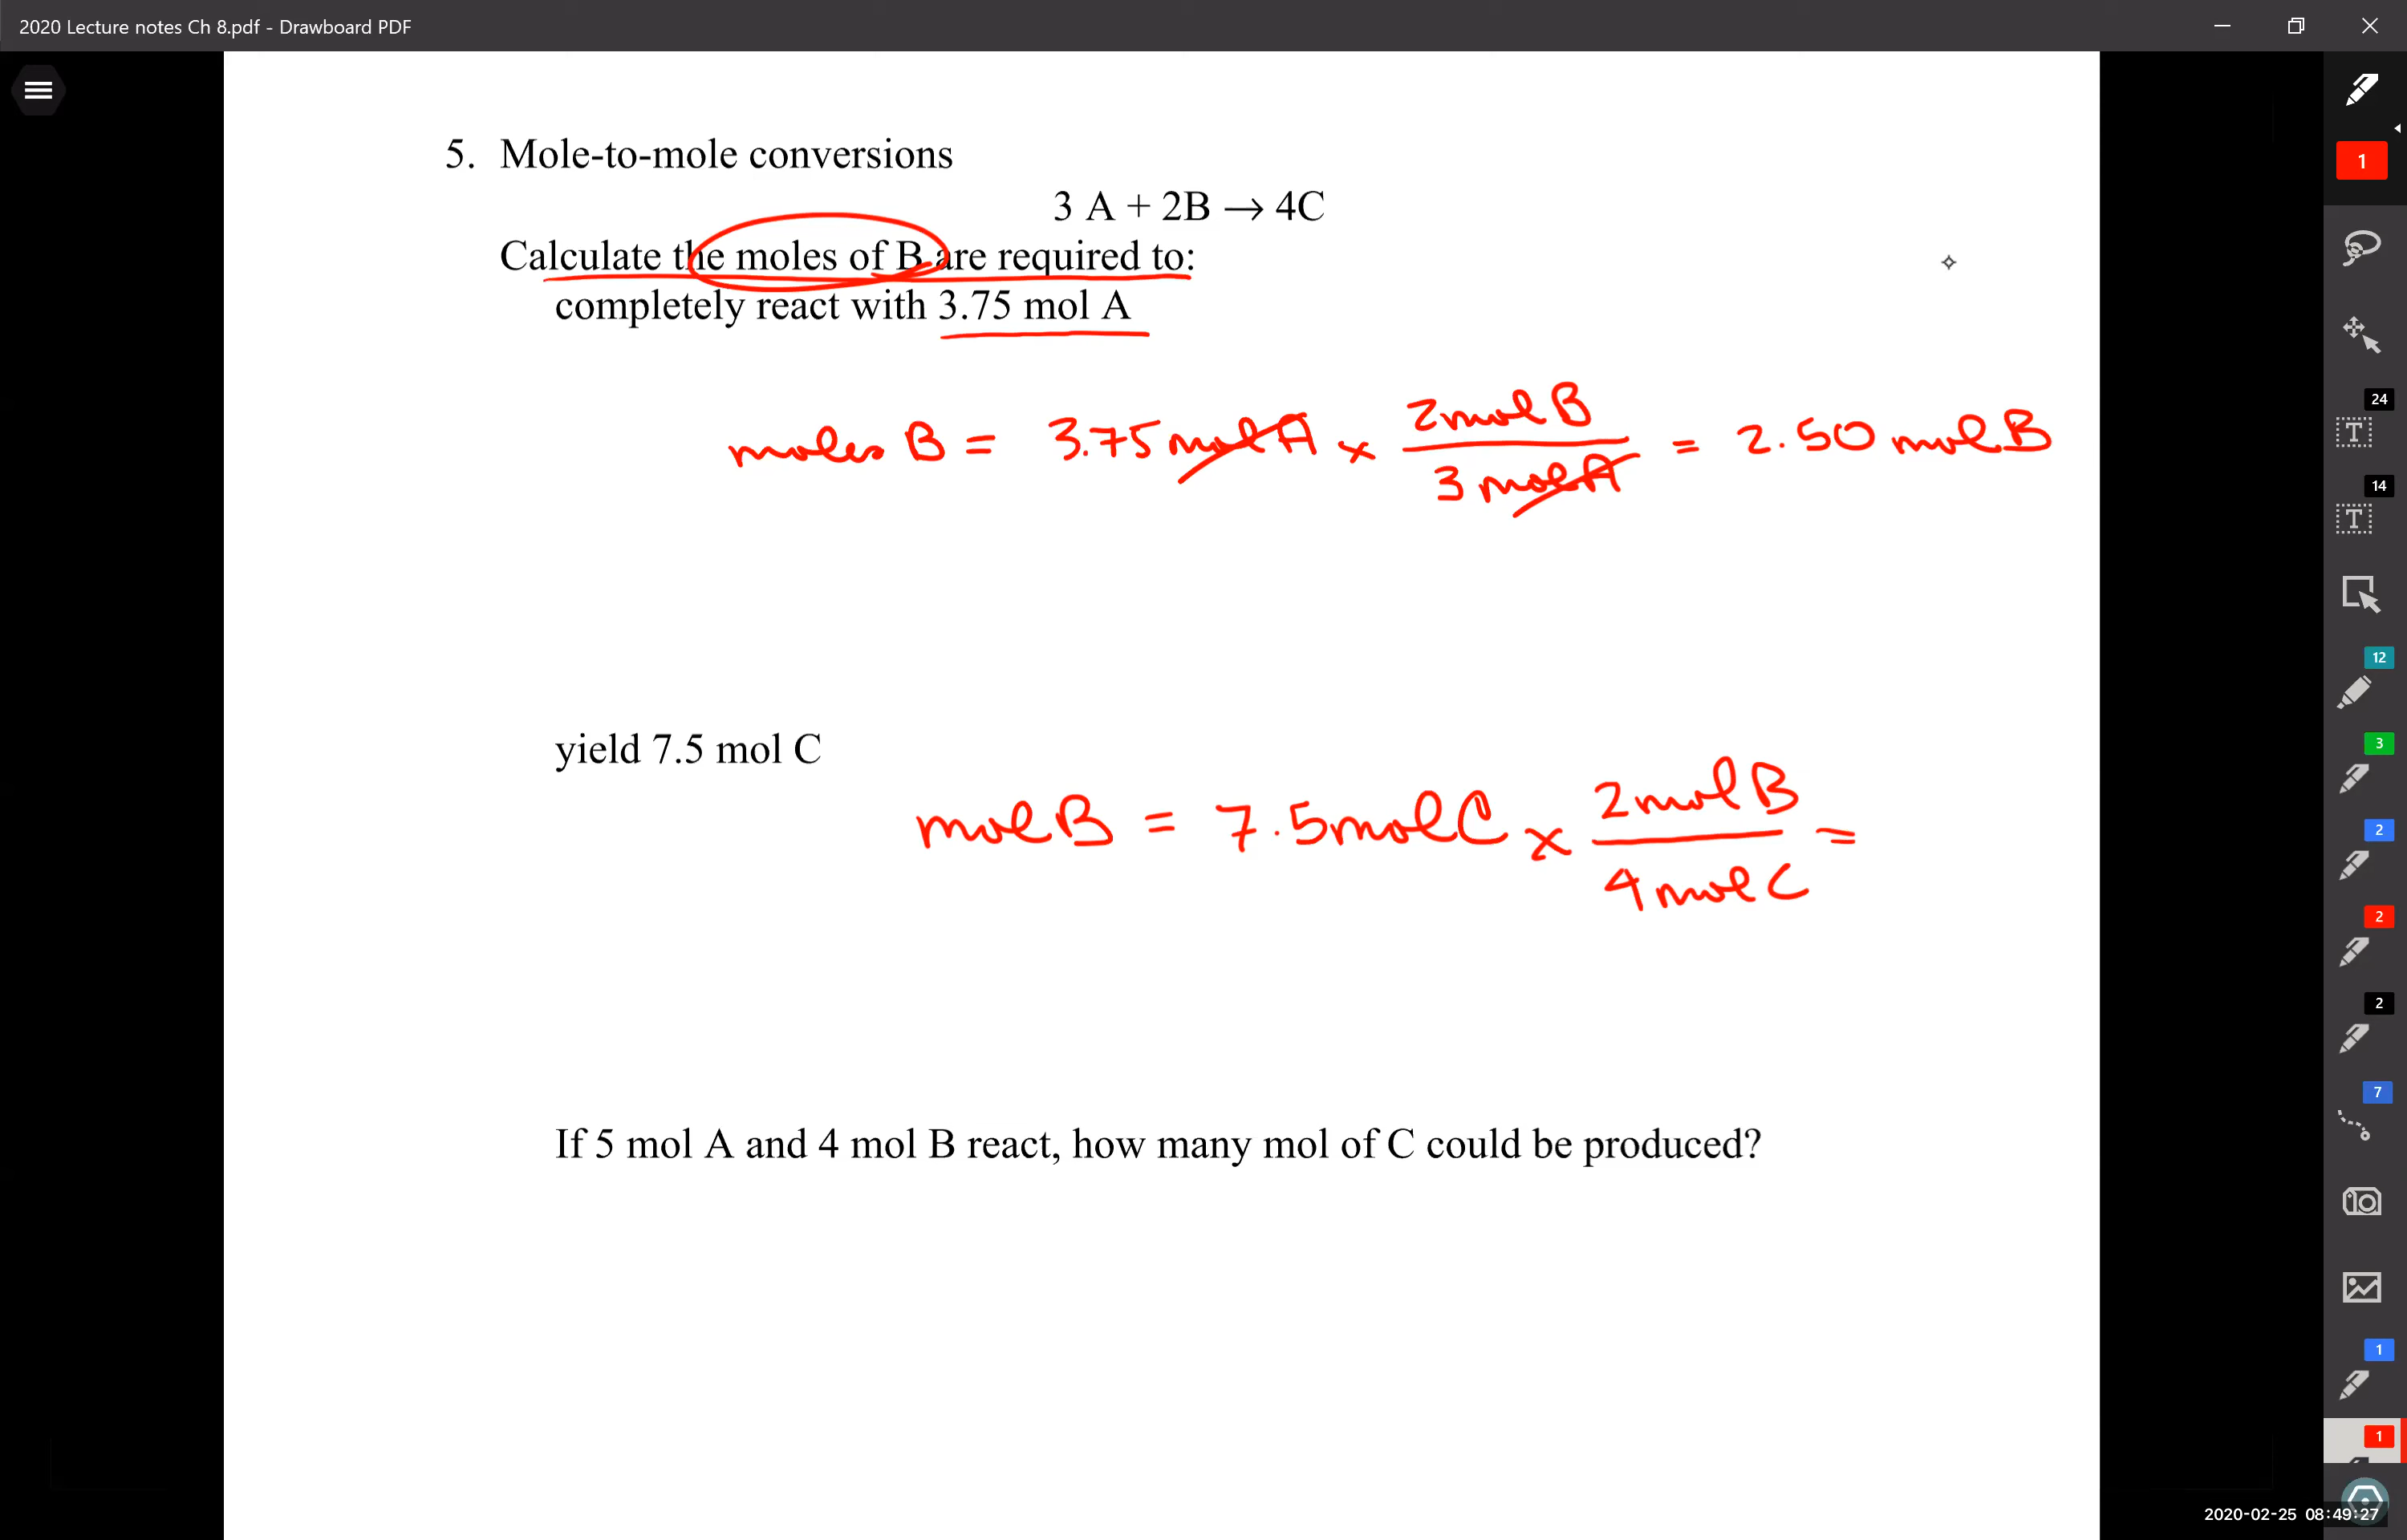 2020 Lecture notes Ch 8.pdf - Drawboard PDF
1
5. Mole-to-mole conversions
3 A + 2B → 4C
Calculate the moles of B are required to:
completely react with 3.75 mol A
moles B = 3.75 mol A x 2 mol B / 3 mol A = 2.50 mol B
yield 7.5 mol C
mol B = 7.5 mol C x 2 mol B / 4 mol C =
If 5 mol A and 4 mol B react, how many mol of C could be produced?
24
T
14
T
12
3
2
2
2
7
1
1
2020-02-25 08:49:27